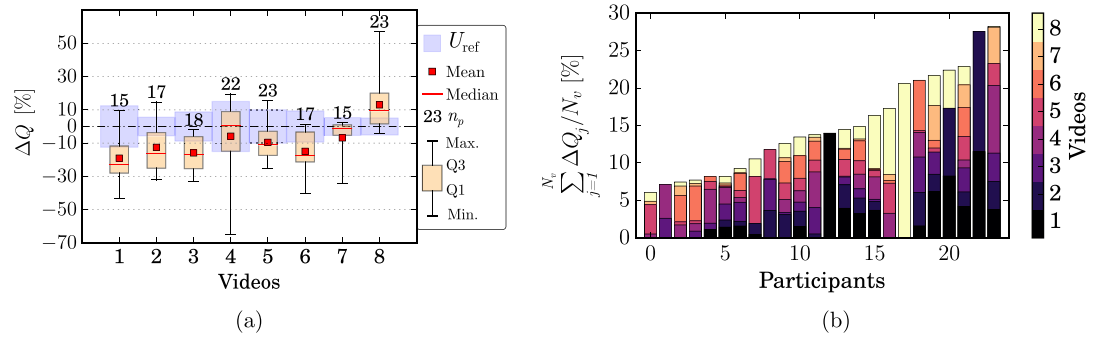 50
30
10
0
−10
−30
−50
−70
ΔQ [%]
15
17
18
22
23
17
15
23
1 2 3 4 5 6 7 8
Videos
U_ref
Mean
Median
23 n_p
Max.
Q3
Q1
Min.
(a)
30
25
20
15
10
5
0
\sum_{j=1}^{N_v} ΔQ_j/N_v [%]
0 5 10 15 20
Participants
8
7
6
5
4
3
2
1
Videos
(b)